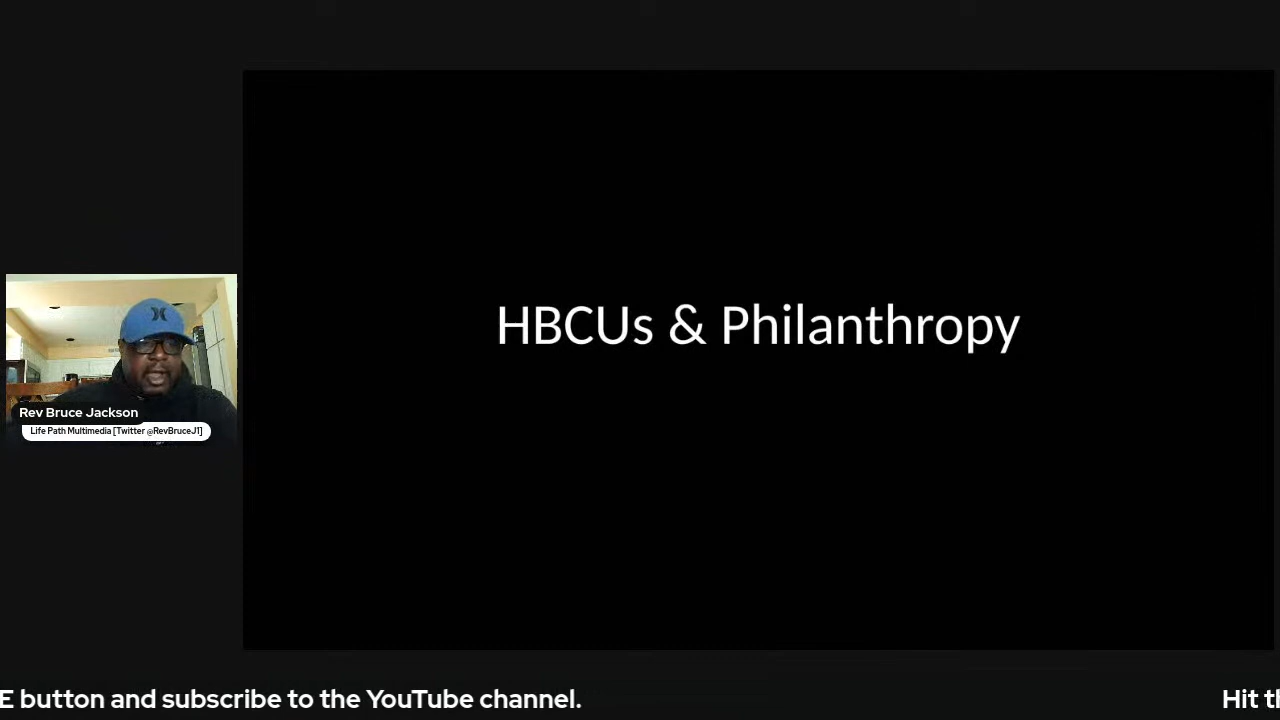 HBCUs & Philanthropy
Rev Bruce Jackson
Life Path Multimedia [Twitter @RevBruceJ1]
E button and subscribe to the YouTube channel.
Hit th